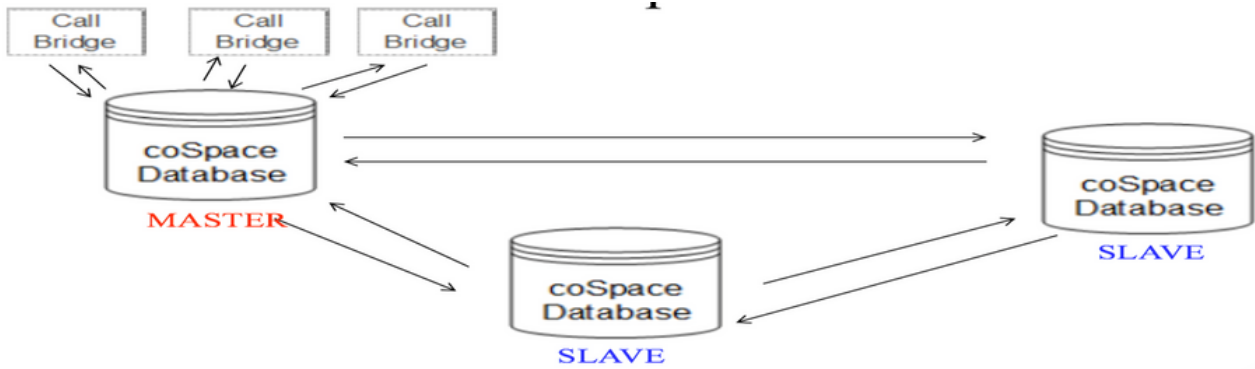 Call
Bridge
Call
Bridge
Call
Bridge
coSpace
Database
MASTER
coSpace
Database
SLAVE
coSpace
Database
SLAVE